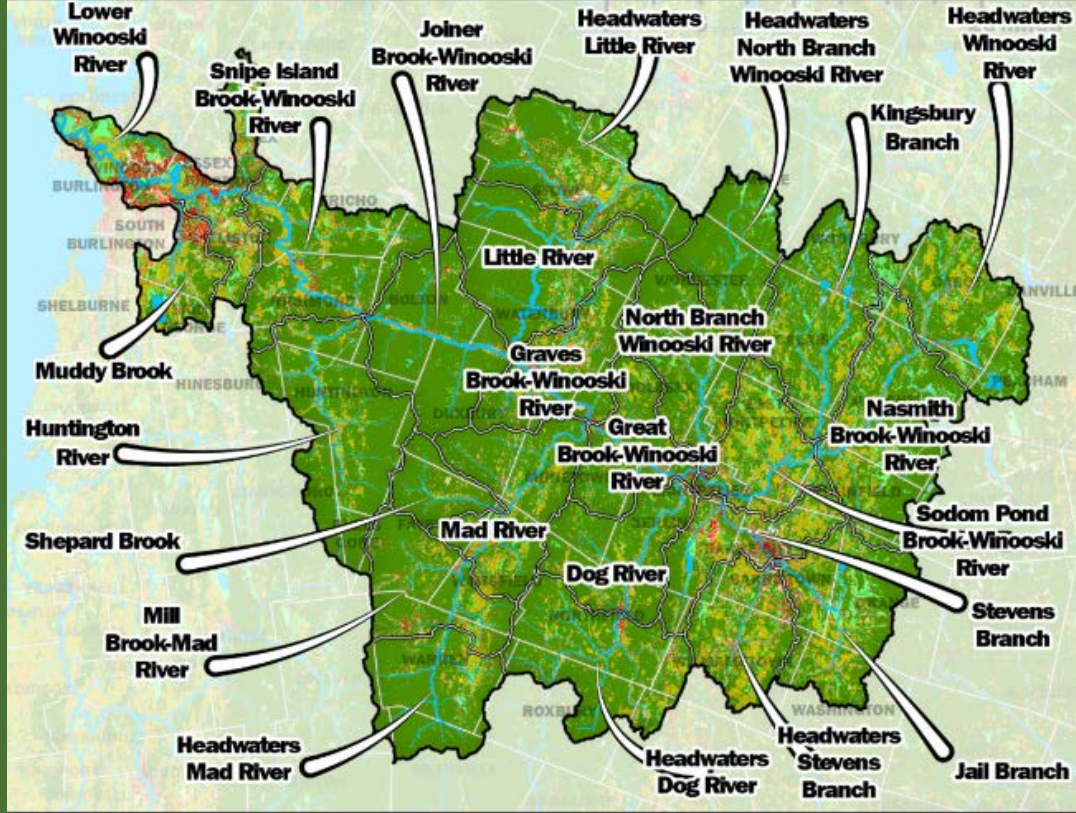 Lower
Winooski
River
Snipe Island
Brook-Winooski
River
Joiner
Brook-Winooski
River
Headwaters
Little River
Headwaters
North Branch
Winooski River
Headwaters
Winooski
River
Kingsbury
Branch
BURLINGTON
SOUTH
BURLINGTON
SHELBURNE
Muddy Brook
HINESBURG
HUNTINGTON
BOLTON
Little River
North Branch
Winooski River
Graves
Brook-Winooski
River
Great
Brook-Winooski
River
Nasmith
Brook-Winooski
River
Huntington
River
Sodom Pond
Brook-Winooski
River
Shepard Brook
Mad River
Dog River
Stevens
Branch
Mill
Brook-Mad
River
WARREN
ROXBURY
WASHINGTON
Headwaters
Mad River
Headwaters
Dog River
Headwaters
Stevens
Branch
Jail Branch